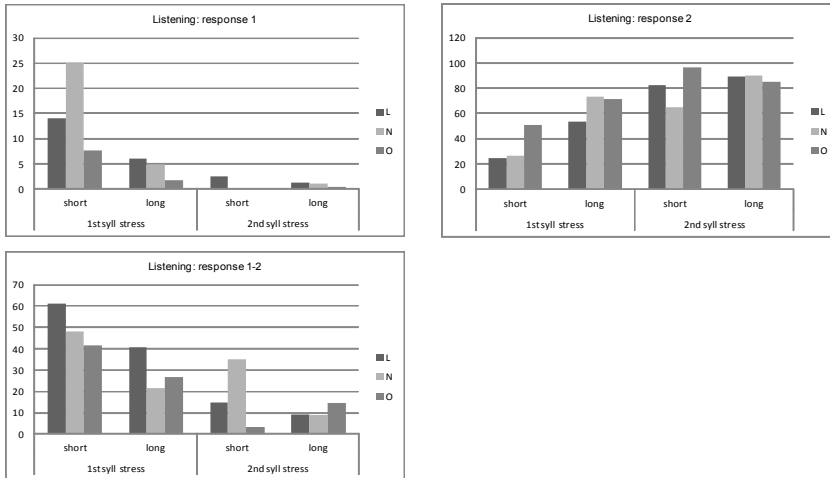 Listening: response 1
30
25
20
15
10
5
0
L
N
O
short long short long
1st syll stress 2nd syll stress
Listening: response 2
120
100
80
60
40
20
0
L
N
O
short long short long
1st syll stress 2nd syll stress
Listening: response 1-2
70
60
50
40
30
20
10
0
L
N
O
short long short long
1st syll stress 2nd syll stress